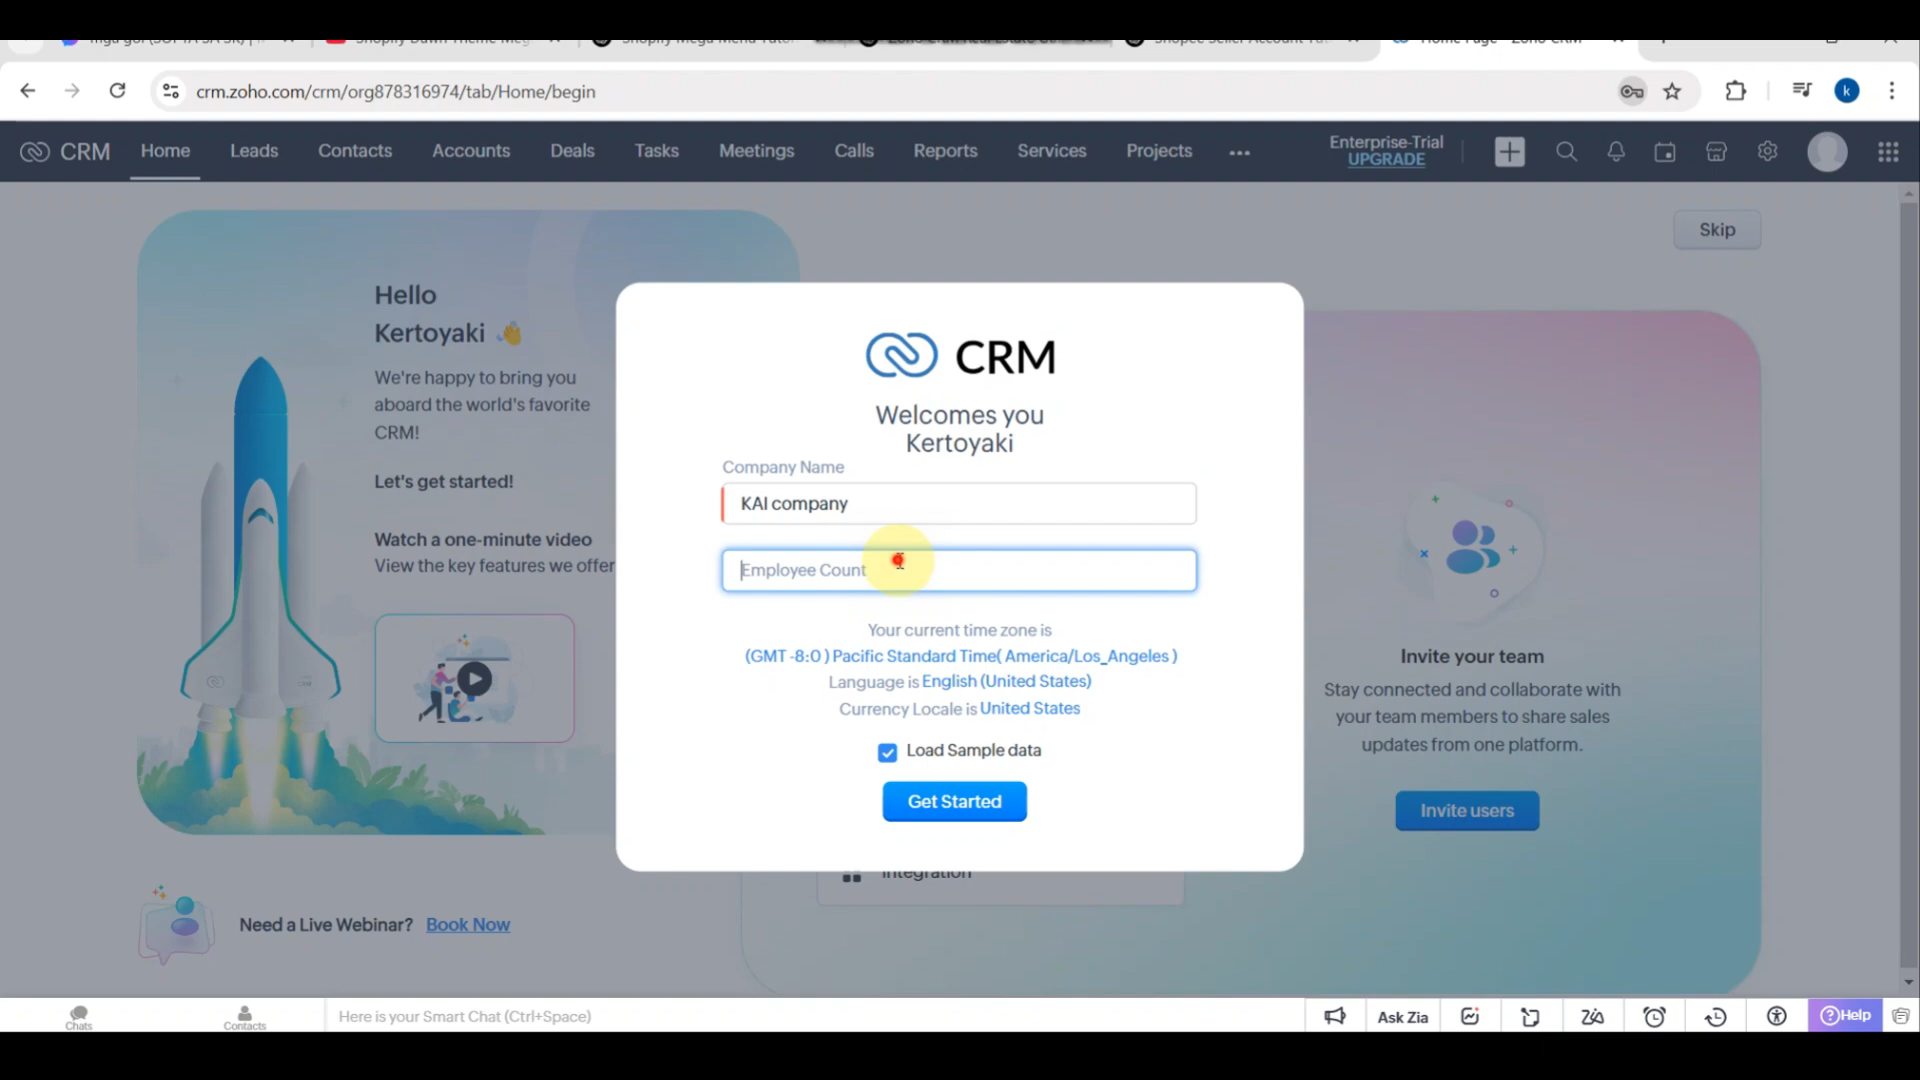 crm.zoho.com/crm/org878316974/tab/Home/begin
k
CRM
Home
Leads
Contacts
Accounts
Deals
Tasks
Meetings
Calls
Reports
Services
Projects
Enterprise-Trial
UPGRADE
Skip
Hello
Kertoyaki
We're happy to bring you
aboard the world's favorite
CRM!
Let's get started!
Watch a one-minute video
View the key features we offer
CRM
Welcomes you
Kertoyaki
Company Name
KAI company
Employee Count
Your current time zone is
(GMT -8:0 ) Pacific Standard Time( America/Los_Angeles )
Language is English (United States)
Currency Locale is United States
Load Sample data
Get Started
Integration
Invite your team
Stay connected and collaborate with
your team members to share sales
updates from one platform.
Invite users
Need a Live Webinar? Book Now
Chats
Contacts
Here is your Smart Chat (Ctrl+Space)
Ask Zia
Help